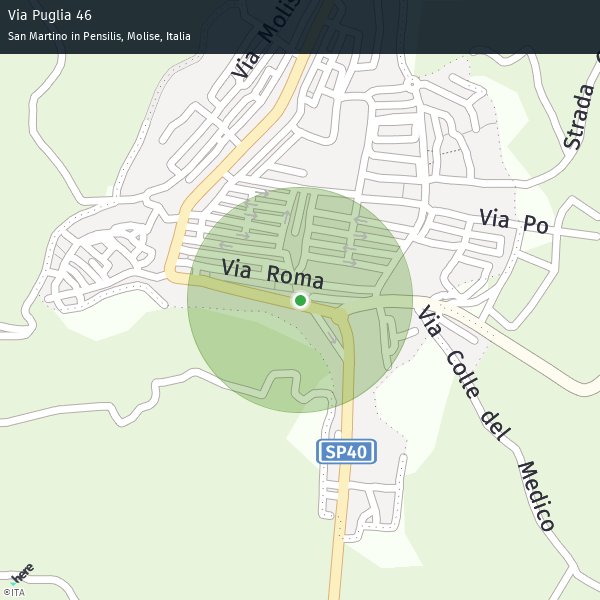 Via Puglia 46
San Martino in Pensilis, Molise, Italia
Via Molis
Strada
Via Po
Via Roma
Via Colle del Medico
SP40
here
©ITA